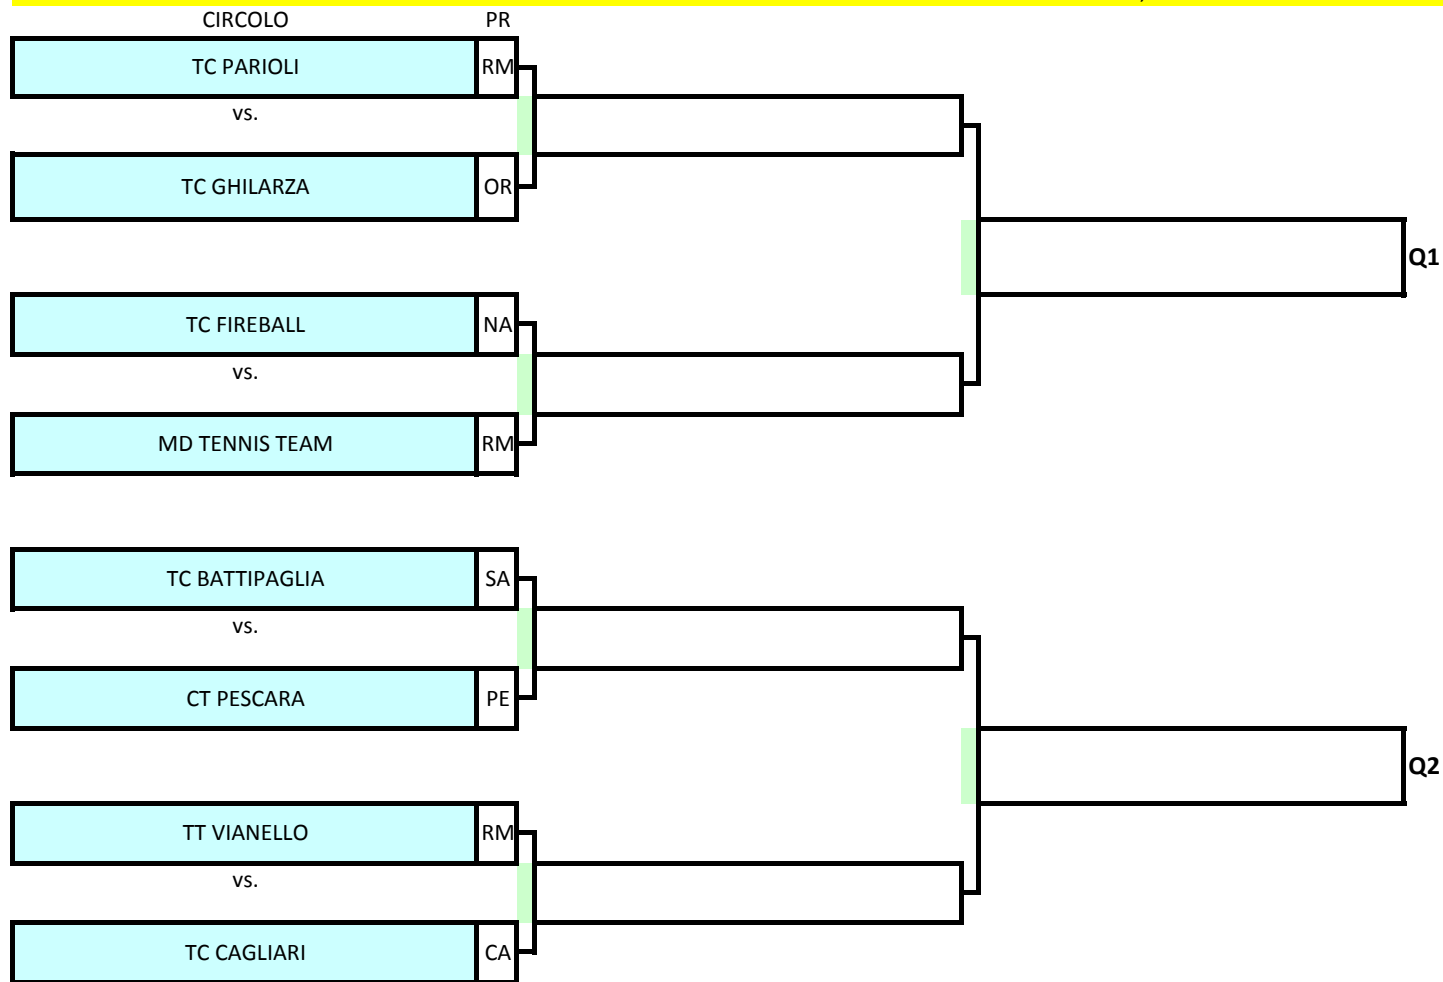 CIRCOLO PR
TC PARIOLI RM
vs.
TC GHILARZA OR
Q1
TC FIREBALL NA
vs.
MD TENNIS TEAM RM
TC BATTIPAGLIA SA
vs.
CT PESCARA PE
Q2
TT VIANELLO RM
vs.
TC CAGLIARI CA